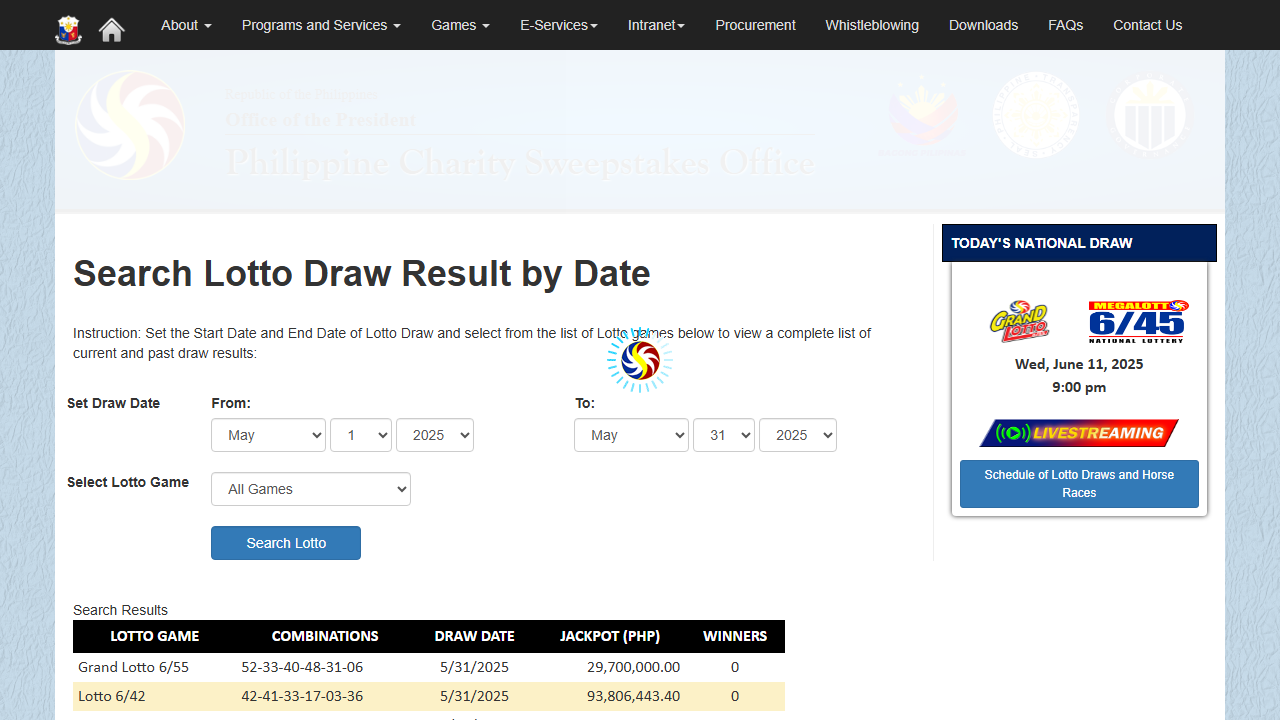 About Programs and Services Games E-Services Intranet Procurement Whistleblowing Downloads FAQs Contact Us
Republic of the Philippines
Office of the President
Philippine Charity Sweepstakes Office
Search Lotto Draw Result by Date
Instruction: Set the Start Date and End Date of Lotto Draw and select from the list of Lotto games below to view a complete list of
current and past draw results:
Set Draw Date From: To:
May 1 2025 May 31 2025
Select Lotto Game All Games
Search Lotto
TODAY'S NATIONAL DRAW
GRAND LOTTO MEGALOTTO
6/45
NATIONAL LOTTERY
Wed, June 11, 2025
9:00 pm
LIVESTREAMING
Schedule of Lotto Draws and Horse
Races
Search Results
LOTTO GAME COMBINATIONS DRAW DATE JACKPOT (PHP) WINNERS
Grand Lotto 6/55 52-33-40-48-31-06 5/31/2025 29,700,000.00 0
Lotto 6/42 42-41-33-17-03-36 5/31/2025 93,806,443.40 0